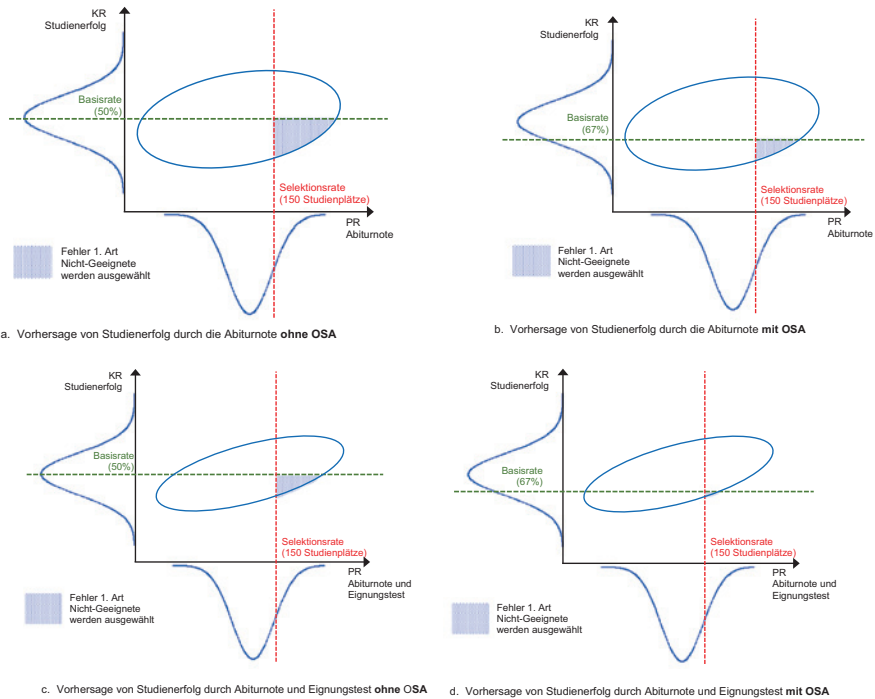 KR
Studienerfolg
Basisrate
(50%)
Selektionsrate
(150 Studienplätze)
PR
Abiturnote
Fehler 1. Art
Nicht-Geeignete
werden ausgewählt
a. Vorhersage von Studienerfolg durch die Abiturnote ohne OSA
KR
Studienerfolg
Basisrate
(67%)
Selektionsrate
(150 Studienplätze)
PR
Abiturnote
Fehler 1. Art
Nicht-Geeignete
werden ausgewählt
b. Vorhersage von Studienerfolg durch die Abiturnote mit OSA
KR
Studienerfolg
Basisrate
(50%)
Selektionsrate
(150 Studienplätze)
PR
Abiturnote und
Eignungstest
Fehler 1. Art
Nicht-Geeignete
werden ausgewählt
c. Vorhersage von Studienerfolg durch Abiturnote und Eignungstest ohne OSA
KR
Studienerfolg
Basisrate
(67%)
Selektionsrate
(150 Studienplätze)
PR
Abiturnote und
Eignungstest
Fehler 1. Art
Nicht-Geeignete
werden ausgewählt
d. Vorhersage von Studienerfolg durch Abiturnote und Eignungstest mit OSA